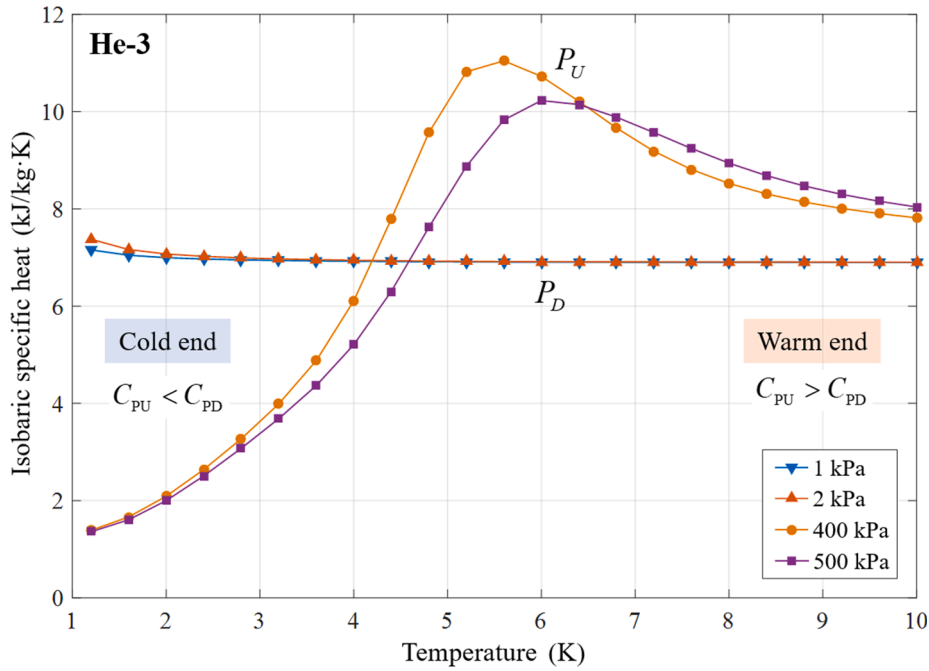 He-3
P_U
P_D
Cold end
C_PU < C_PD
Warm end
C_PU > C_PD
1 kPa
2 kPa
400 kPa
500 kPa
12
10
8
6
4
2
0
1 2 3 4 5 6 7 8 9 10
Isobaric specific heat (kJ/kg·K)
Temperature (K)